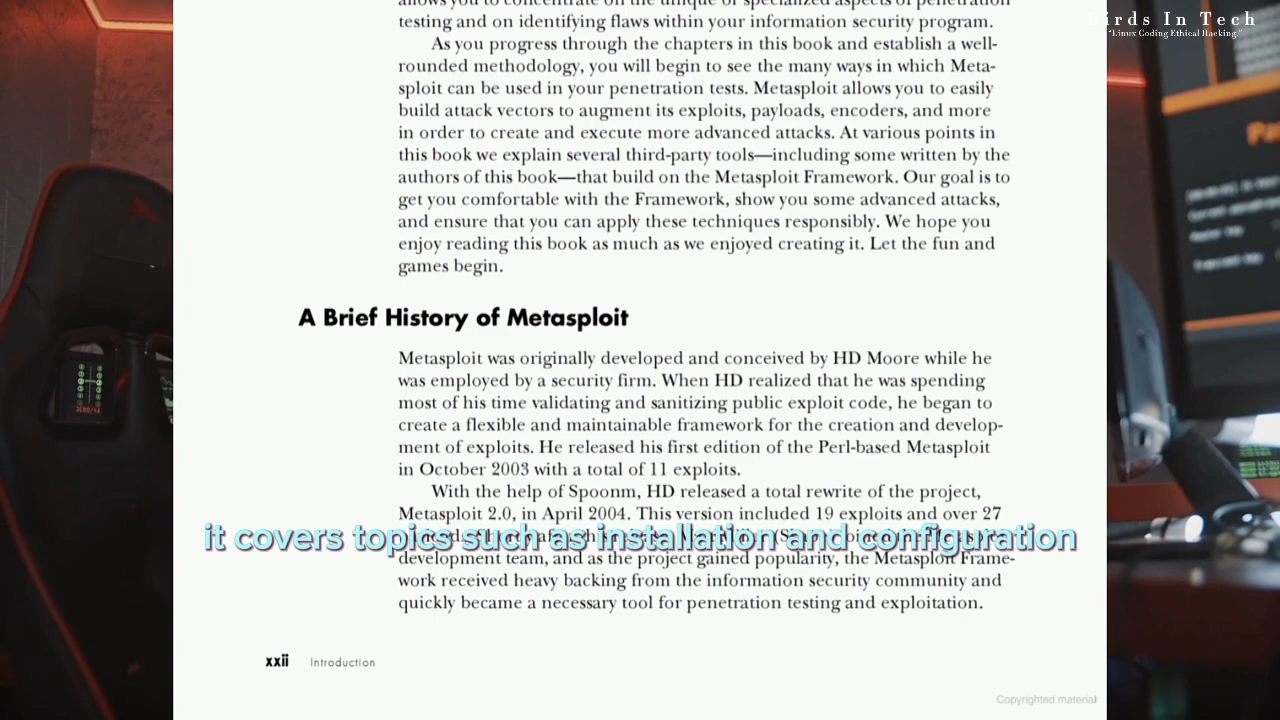 allows you to concentrate on the unique or specialized aspects of penetration
testing and on identifying flaws within your information security program.
As you progress through the chapters in this book and establish a well-
rounded methodology, you will begin to see the many ways in which Meta-
sploit can be used in your penetration tests. Metasploit allows you to easily
build attack vectors to augment its exploits, payloads, encoders, and more
in order to create and execute more advanced attacks. At various points in
this book we explain several third-party tools—including some written by the
authors of this book—that build on the Metasploit Framework. Our goal is to
get you comfortable with the Framework, show you some advanced attacks,
and ensure that you can apply these techniques responsibly. We hope you
enjoy reading this book as much as we enjoyed creating it. Let the fun and
games begin.
A Brief History of Metasploit
Metasploit was originally developed and conceived by HD Moore while he
was employed by a security firm. When HD realized that he was spending
most of his time validating and sanitizing public exploit code, he began to
create a flexible and maintainable framework for the creation and develop-
ment of exploits. He released his first edition of the Perl-based Metasploit
in October 2003 with a total of 11 exploits.
With the help of Spoonm, HD released a total rewrite of the project,
Metasploit 2.0, in April 2004. This version included 19 exploits and over 27
it covers topics such as installation and configuration
development team, and as the project gained popularity, the Metasploit Frame-
work received heavy backing from the information security community and
quickly became a necessary tool for penetration testing and exploitation.
xxii Introduction
Copyrighted material
Birds In Tech
"Linux Coding Ethical Hacking."